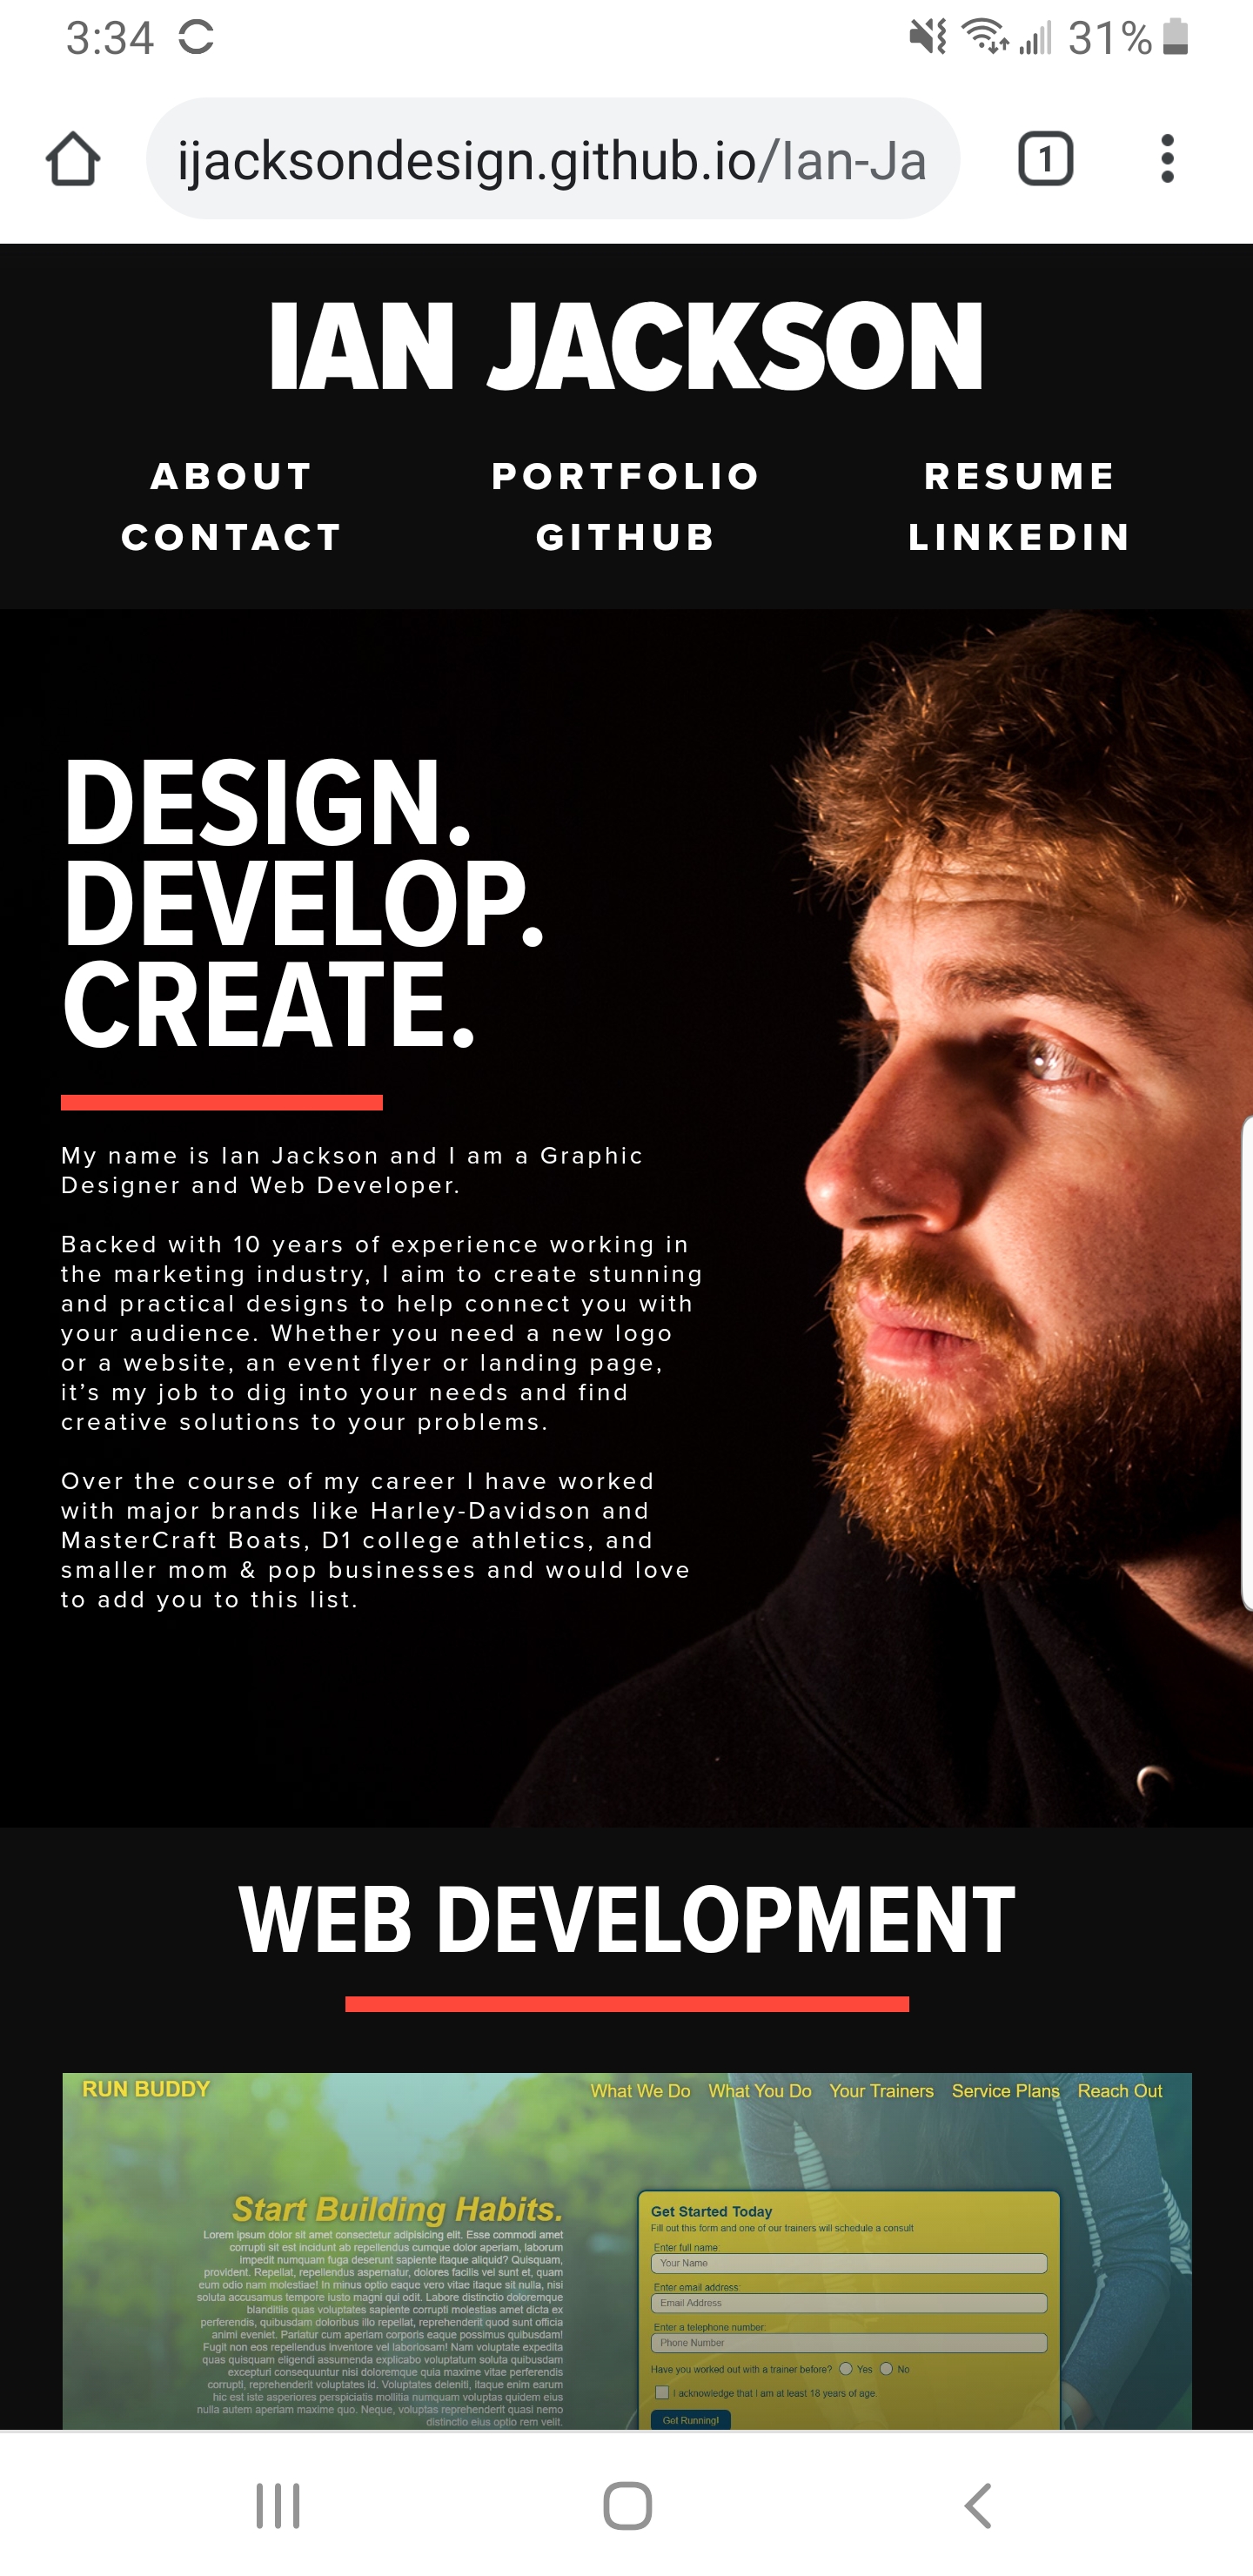 3:34
31%
ijacksondesign.github.io/Ian-Ja
1
IAN JACKSON
ABOUT PORTFOLIO RESUME
CONTACT GITHUB LINKEDIN
DESIGN.
DEVELOP.
CREATE.
My name is Ian Jackson and I am a Graphic
Designer and Web Developer.
Backed with 10 years of experience working in
the marketing industry, I aim to create stunning
and practical designs to help connect you with
your audience. Whether you need a new logo
or a website, an event flyer or landing page,
it’s my job to dig into your needs and find
creative solutions to your problems.
Over the course of my career I have worked
with major brands like Harley-Davidson and
MasterCraft Boats, D1 college athletics, and
smaller mom & pop businesses and would love
to add you to this list.
WEB DEVELOPMENT
RUN BUDDY
What We Do What You Do Your Trainers Service Plans Reach Out
Start Building Habits.
Lorem ipsum dolor sit amet consectetur adipisicing elit. Esse commodi amet
corrupti sit est incidunt ab repellendus cumque dolor aperiam, laborum
impedit numquam fuga deserunt sapiente itaque aliquid? Quisquam,
provident. Repellat, repellendus aspernatur, dolores facilis vel sunt et, quam
eum odio nam molestiae! In minus optio eaque vero vitae itaque sit nulla, nisi
soluta accusamus tempore iusto magni qui odit. Labore distinctio doloremque
blanditiis quas voluptates sapiente corrupti molestias amet dicta ex
perferendis, quibusdam doloribus illo repellat, reprehenderit quod sunt officia
animi eveniet. Pariatur cum aperiam corporis eaque possimus quibusdam!
Fugit non eos repellendus inventore vel laboriosam! Nam voluptate expedita
quas quisquam eligendi assumenda explicabo voluptatum soluta quibusdam
excepturi consequuntur nisi doloremque quia maxime vitae perferendis
corrupti, reprehenderit voluptates id. Voluptates deleniti, itaque enim earum
hic est iste asperiores perspiciatis mollitia numquam voluptas quidem eius
nulla autem aperiam maxime quo. Neque, voluptas reprehenderit quasi nemo
distinctio eius optio rem velit.
Get Started Today
Fill out this form and one of our trainers will schedule a consult
Enter full name:
Your Name
Enter email address:
Email Address
Enter a telephone number:
Phone Number
Have you worked out with a trainer before? Yes No
I acknowledge that I am at least 18 years of age.
Get Running!